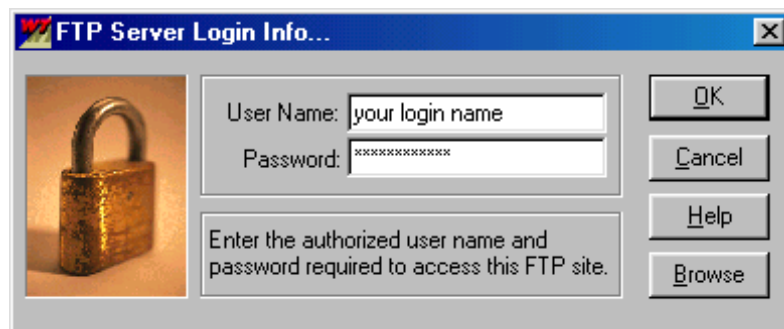 FTP Server Login Info...
User Name: your login name
Password: ************
Enter the authorized user name and
password required to access this FTP site.
OK
Cancel
Help
Browse